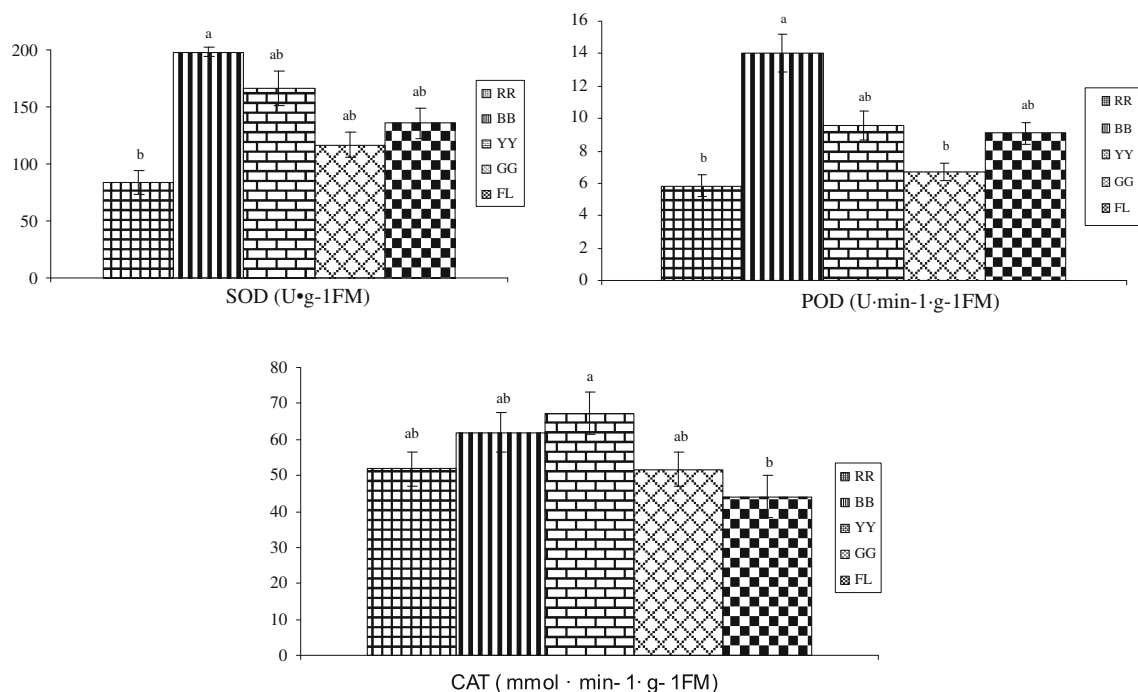 200
150
100
50
0
b
a
ab
ab
ab
RR
BB
YY
GG
FL
SOD (U•g-1FM)
16
14
12
10
8
6
4
2
0
b
a
ab
b
ab
RR
BB
YY
GG
FL
POD (U·min-1·g-1FM)
80
70
60
50
40
30
20
10
0
ab
ab
a
ab
b
RR
BB
YY
GG
FL
CAT ( mmol · min- 1· g- 1FM)